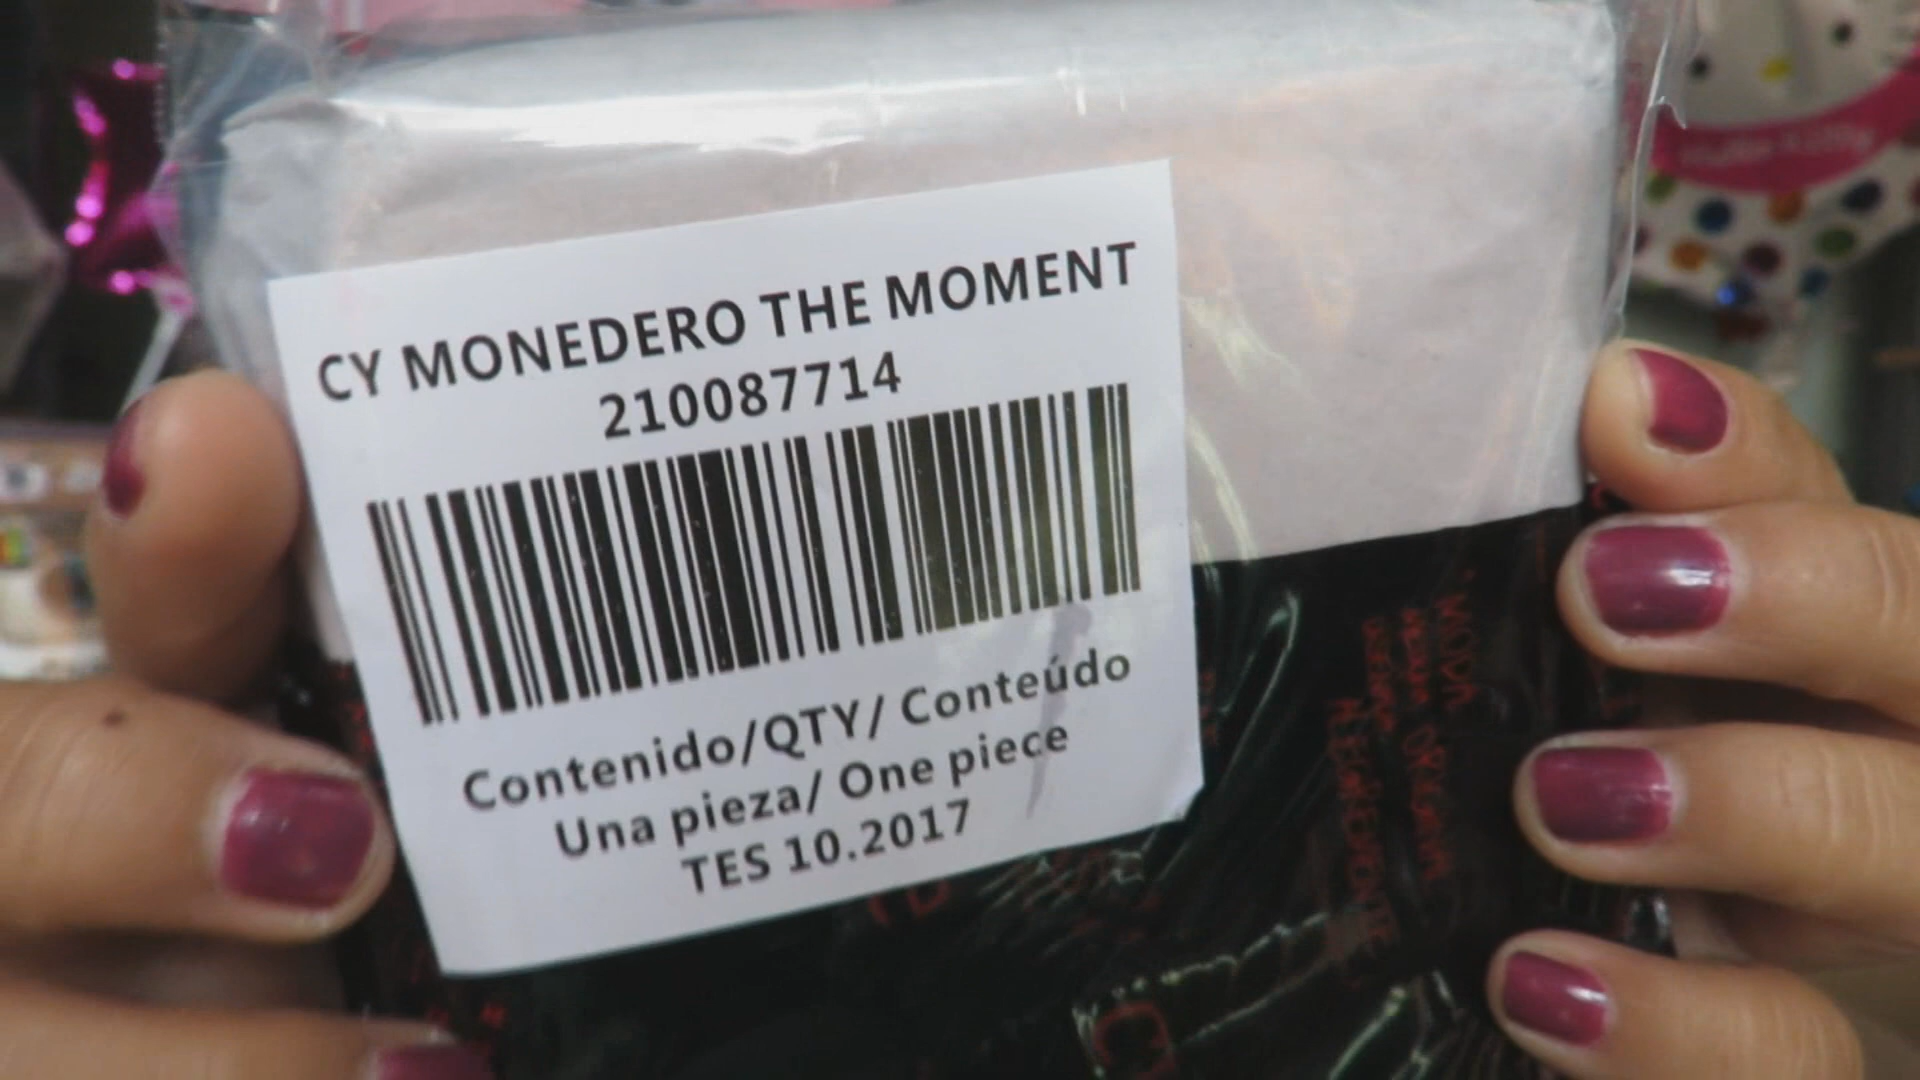 CY MONEDERO THE MOMENT
210087714
Contenido/QTY/ Conteúdo
Una pieza/ One piece
TES 10.2017